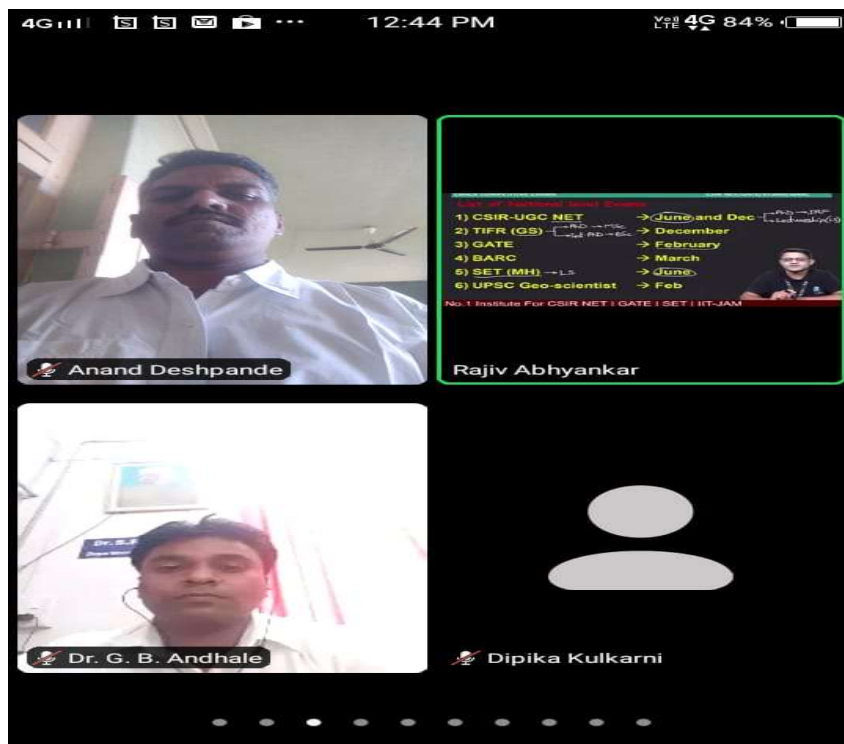 4G 12:44 PM VoII LTE 4G 84%
List of National level Exams
1) CSIR-UGC NET → June and Dec
2) TIFR (GS) → December
3) GATE → February
4) BARC → March
5) SET (MH) → LS → June
6) UPSC Geo-scientist → Feb
No.1 Institute For CSIR NET I GATE I SET I IIT-JAM
Anand Deshpande
Rajiv Abhyankar
Dr. G. B. Andhale
Dipika Kulkarni